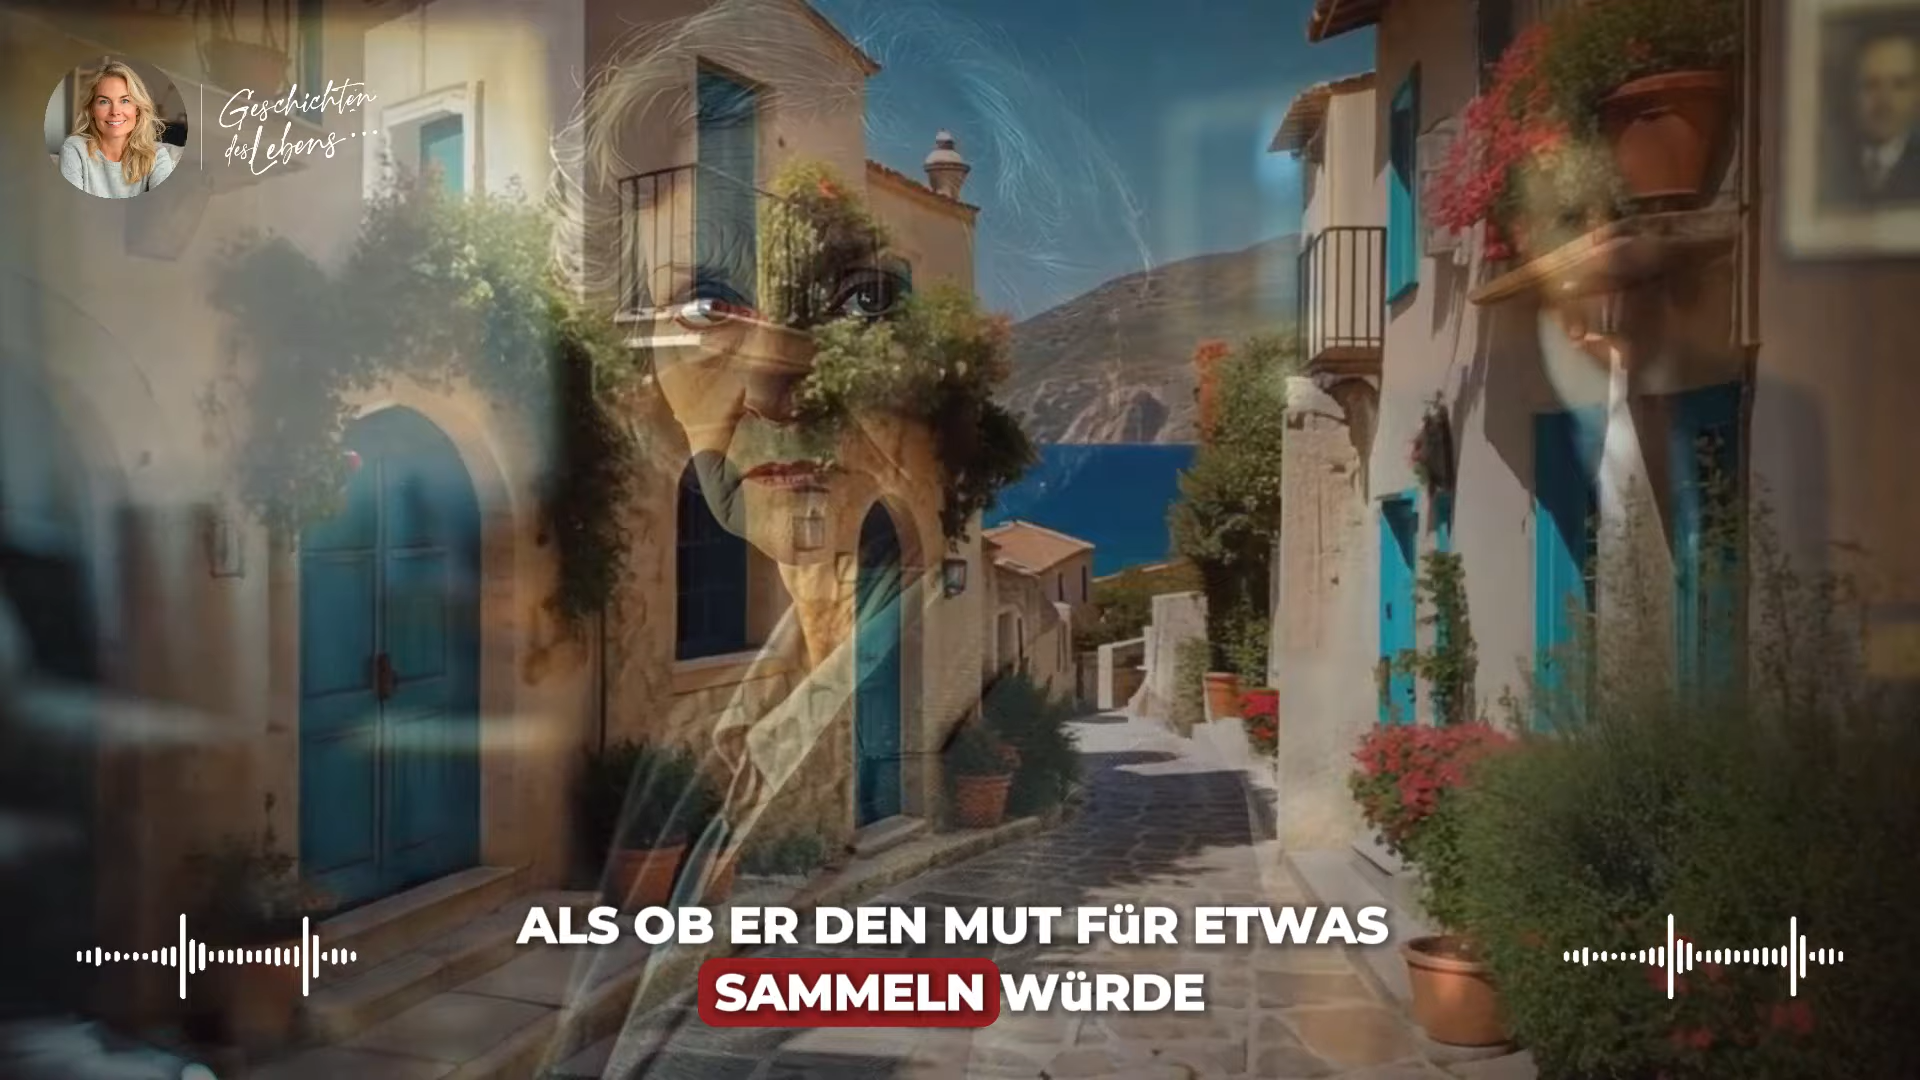 Geschichten
des Lebens...
ALS OB ER DEN MUT FüR ETWAS
SAMMELN WüRDE